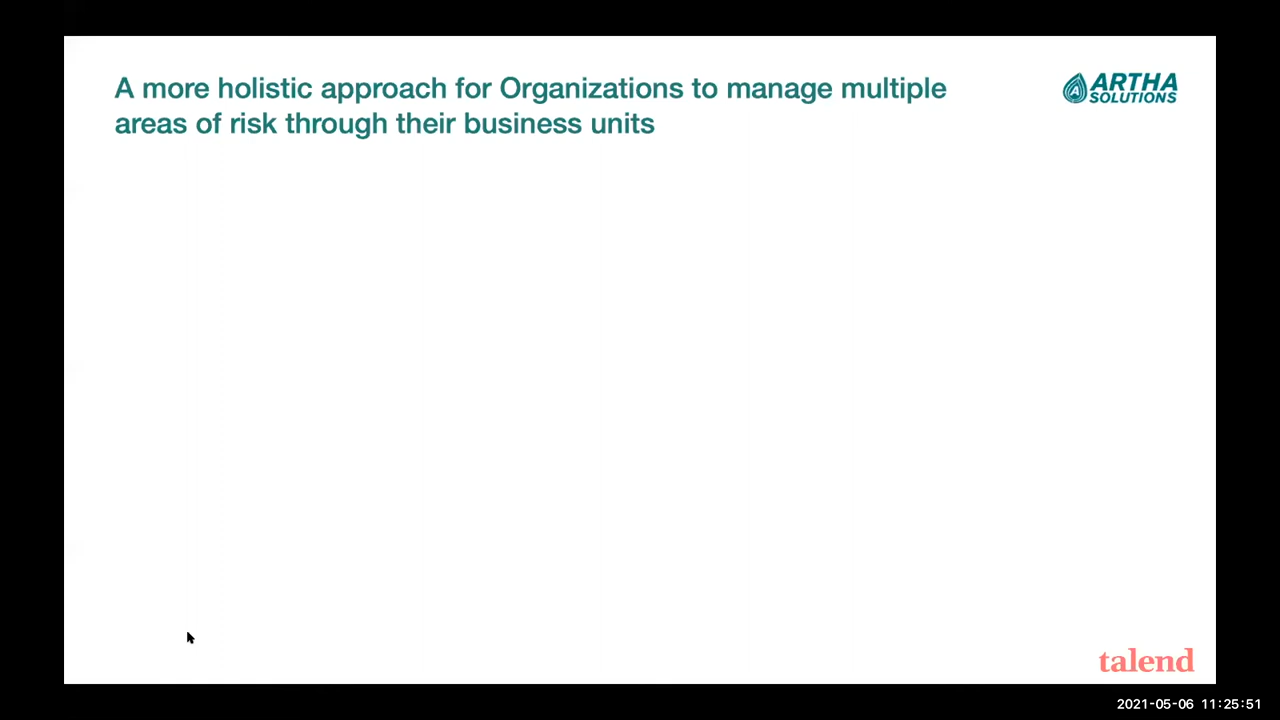 A more holistic approach for Organizations to manage multiple
areas of risk through their business units
ARTHA
SOLUTIONS
talend
2021-05-06 11:25:51